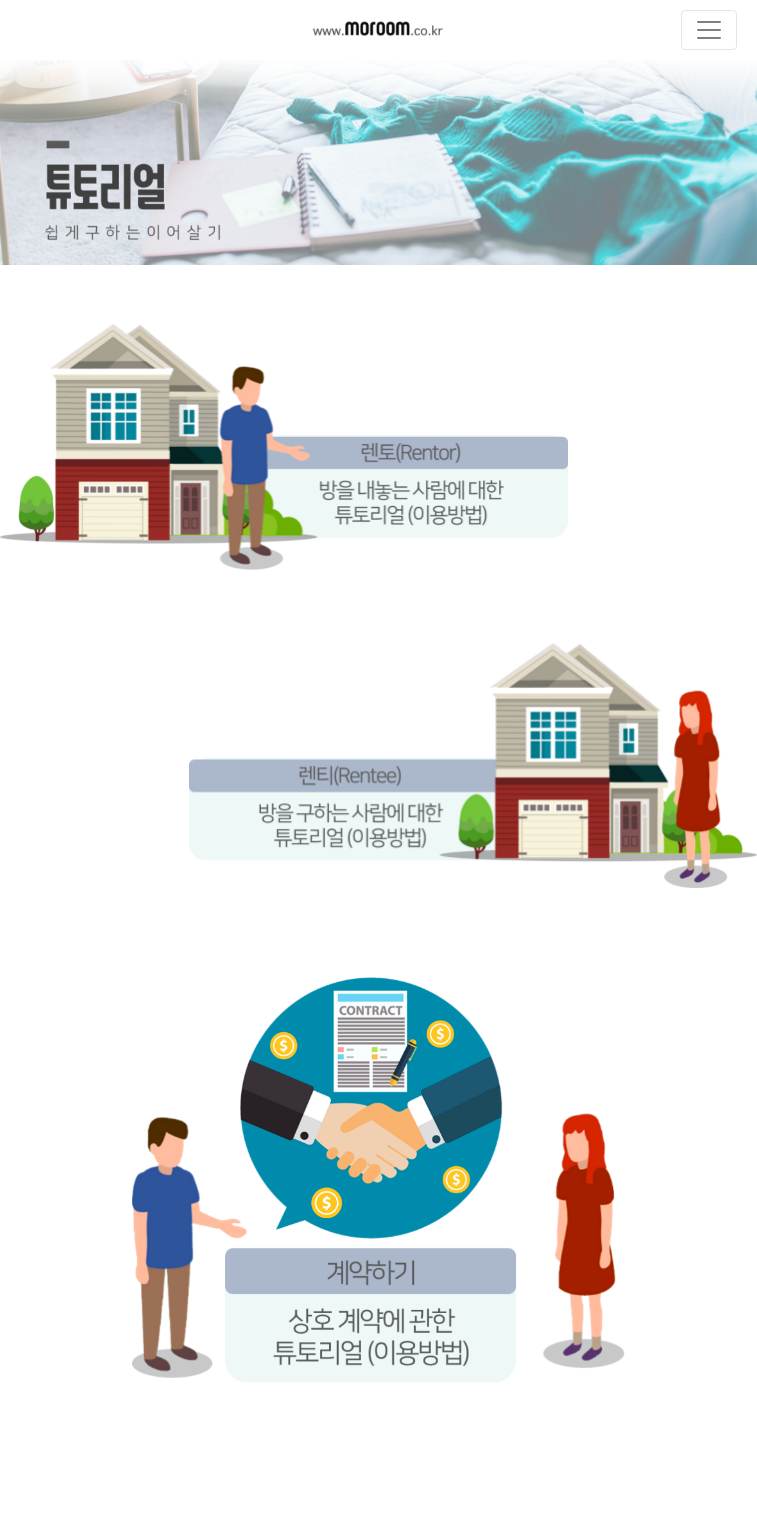 www.moroom.co.kr
튜토리얼
쉽게구하는이어살기
렌토(Rentor)
방을 내놓는 사람에 대한
튜토리얼 (이용방법)
렌티(Rentee)
방을 구하는 사람에 대한
튜토리얼 (이용방법)
CONTRACT
계약하기
상호 계약에 관한
튜토리얼 (이용방법)